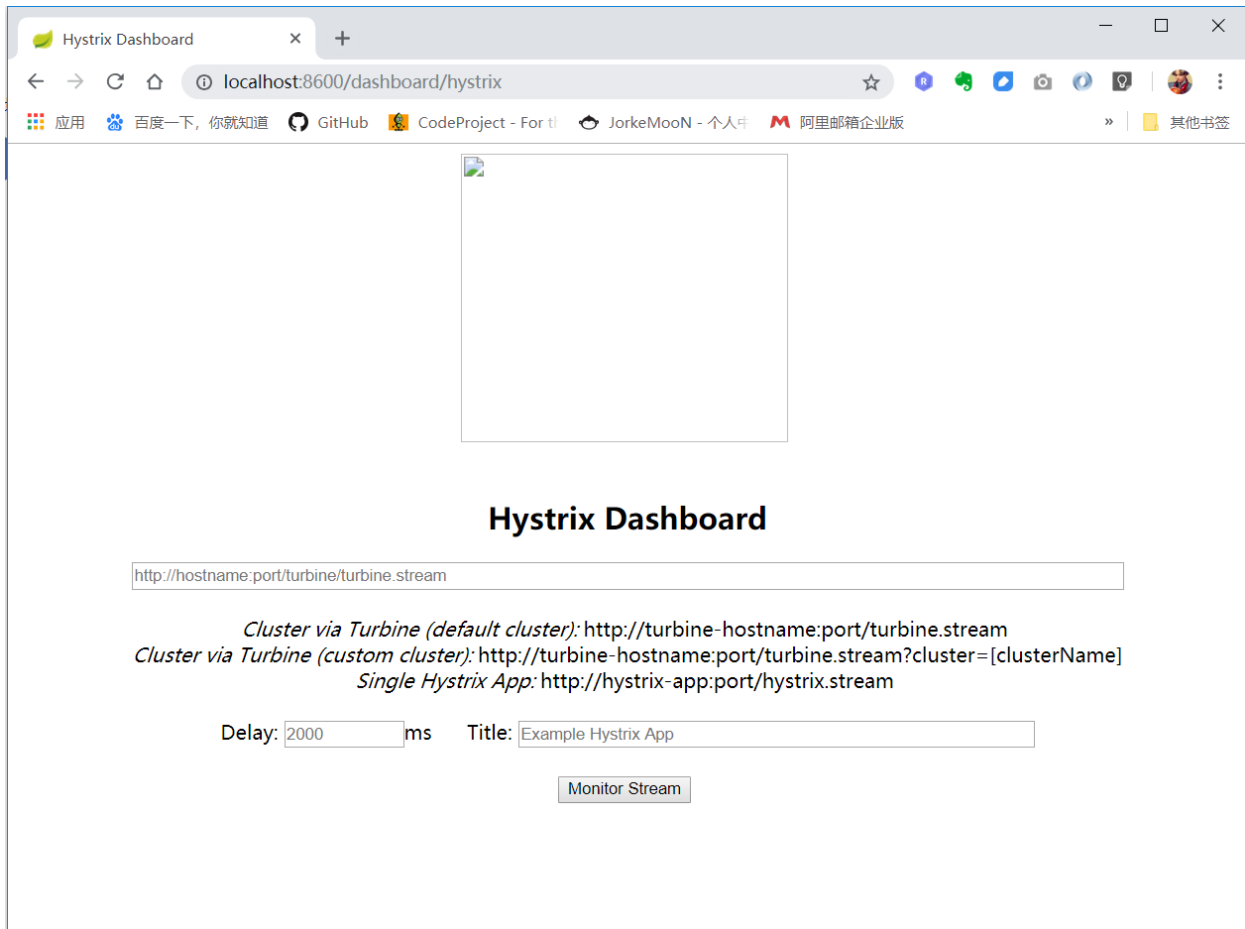 Hystrix Dashboard
localhost:8600/dashboard/hystrix
应用 百度一下，你就知道 GitHub CodeProject - For JorkeMooN - 个人 阿里邮箱企业版 » 其他书签
Hystrix Dashboard
http://hostname:port/turbine/turbine.stream
Cluster via Turbine (default cluster): http://turbine-hostname:port/turbine.stream
Cluster via Turbine (custom cluster): http://turbine-hostname:port/turbine.stream?cluster=[clusterName]
Single Hystrix App: http://hystrix-app:port/hystrix.stream
Delay: 2000 ms Title: Example Hystrix App
Monitor Stream